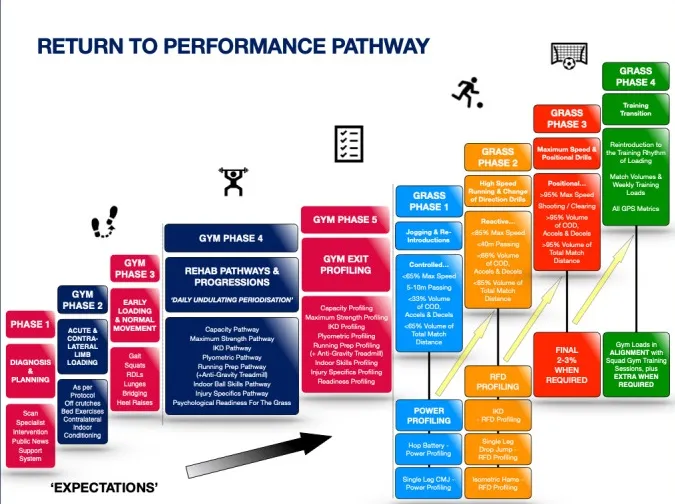 RETURN TO PERFORMANCE PATHWAY
PHASE 1
DIAGNOSIS
& PLANNING
Scan
Specialist
Intervention
Public News
Support
System
GYM
PHASE 2
ACUTE &
CONTRA-
LATERAL
LIMB
LOADING
As per
Protocol
Off crutches
Bed Exercises
Contralateral
Indoor
Conditioning
GYM
PHASE 3
EARLY
LOADING
& NORMAL
MOVEMENT
Gait
Squats
RDLs
Lunges
Bridging
Heel Raises
GYM PHASE 4
REHAB PATHWAYS &
PROGRESSIONS
'DAILY UNDULATING PERIODISATION'
Capacity Pathway
Maximum Strength Pathway
IKD Pathway
Plyometric Pathway
Running Prep Pathway
(+Anti-Gravity Treadmill)
Indoor Ball Skills Pathway
Injury Specifics Pathway
Psychological Readiness For The Grass
GYM PHASE 5
GYM EXIT
PROFILING
Capacity Profiling
Maximum Strength Profiling
IKD Profiling
Plyometric Profiling
Running Prep Profiling
(+ Anti-Gravity Treadmill)
Indoor Skills Profiling
Injury Specifics Profiling
Readiness Profiling
GRASS
PHASE 1
Jogging & Re-
Introductions
Controlled...
<65% Max Speed
5-10m Passing
<33% Volume of
COD,
Accels & Decels
<65% Volume of
Total Match
Distance
POWER
PROFILING
Hop Battery -
Power Profiling
Single Leg CMJ -
Power Profiling
GRASS
PHASE 2
High Speed
Running & Change
of Direction Drills
Reactive...
<85% Max Speed
<40m Passing
<66% Volume of
COD,
Accels & Decels
<85% Volume of
Total Match
Distance
RFD
PROFILING
IKD
- RFD Profiling
Single Leg
Drop Jump -
RFD Profiling
Isometric Hams -
RFD Profiling
GRASS
PHASE 3
Maximum Speed &
Positional Drills
Positional...
>95% Max Speed
Shooting / Clearing
>95% Volume of
COD,
Accels & Decels
>95% Volume of
Total Match
Distance
FINAL
2-3%
WHEN
REQUIRED
GRASS
PHASE 4
Training
Transition
Reintroduction to
the Training Rhythm
of Loading
Match Volumes &
Weekly Training
Loads
All GPS Metrics
Gym Loads in
ALIGNMENT with
Squad Gym Training
Sessions, plus
EXTRA WHEN
REQUIRED
'EXPECTATIONS'